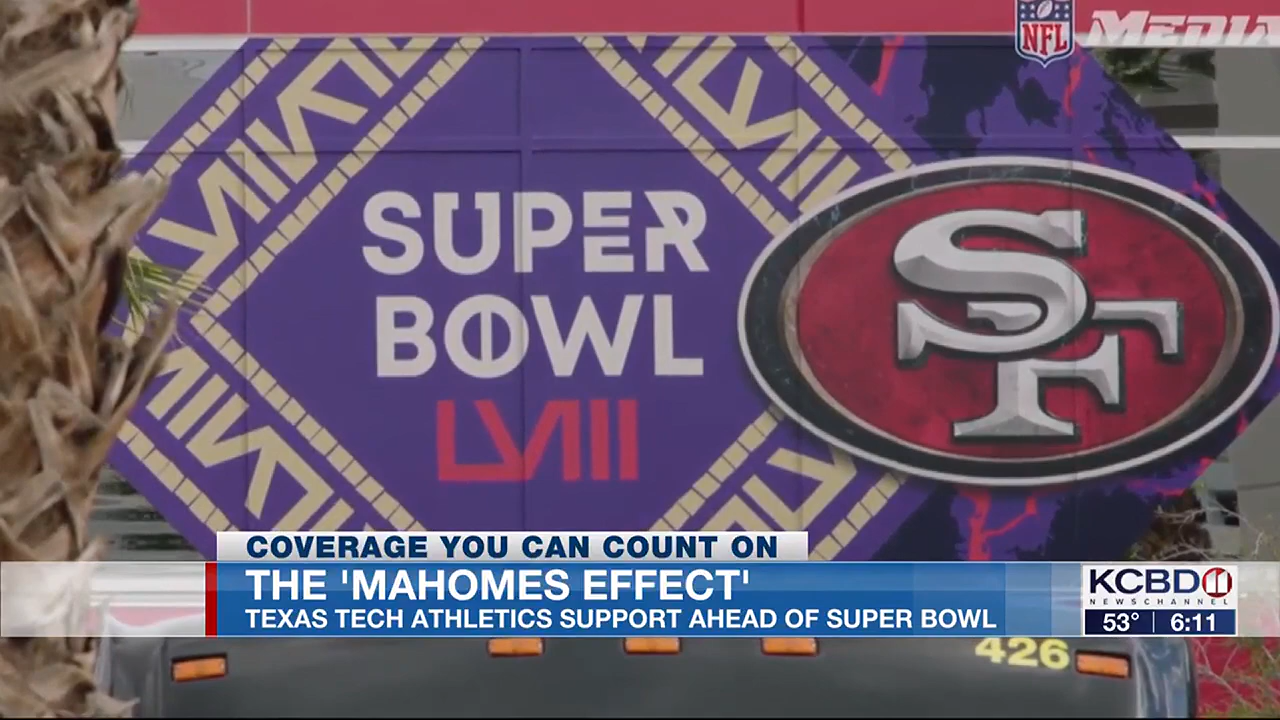 NFL
MEDIA
SUPER
BOWL
LVIII
SF
COVERAGE YOU CAN COUNT ON
THE 'MAHOMES EFFECT'
TEXAS TECH ATHLETICS SUPPORT AHEAD OF SUPER BOWL
KCBD 11
NEWSCHANNEL
53° | 6:11
426